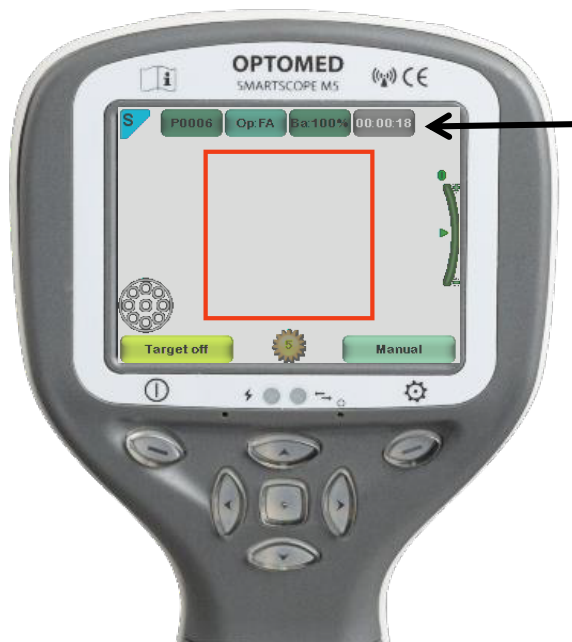 OPTOMED
SMARTSCOPE M5
i
CE
S P0006 Op:FA Ba:100% 00:00:18
Target off 5 Manual